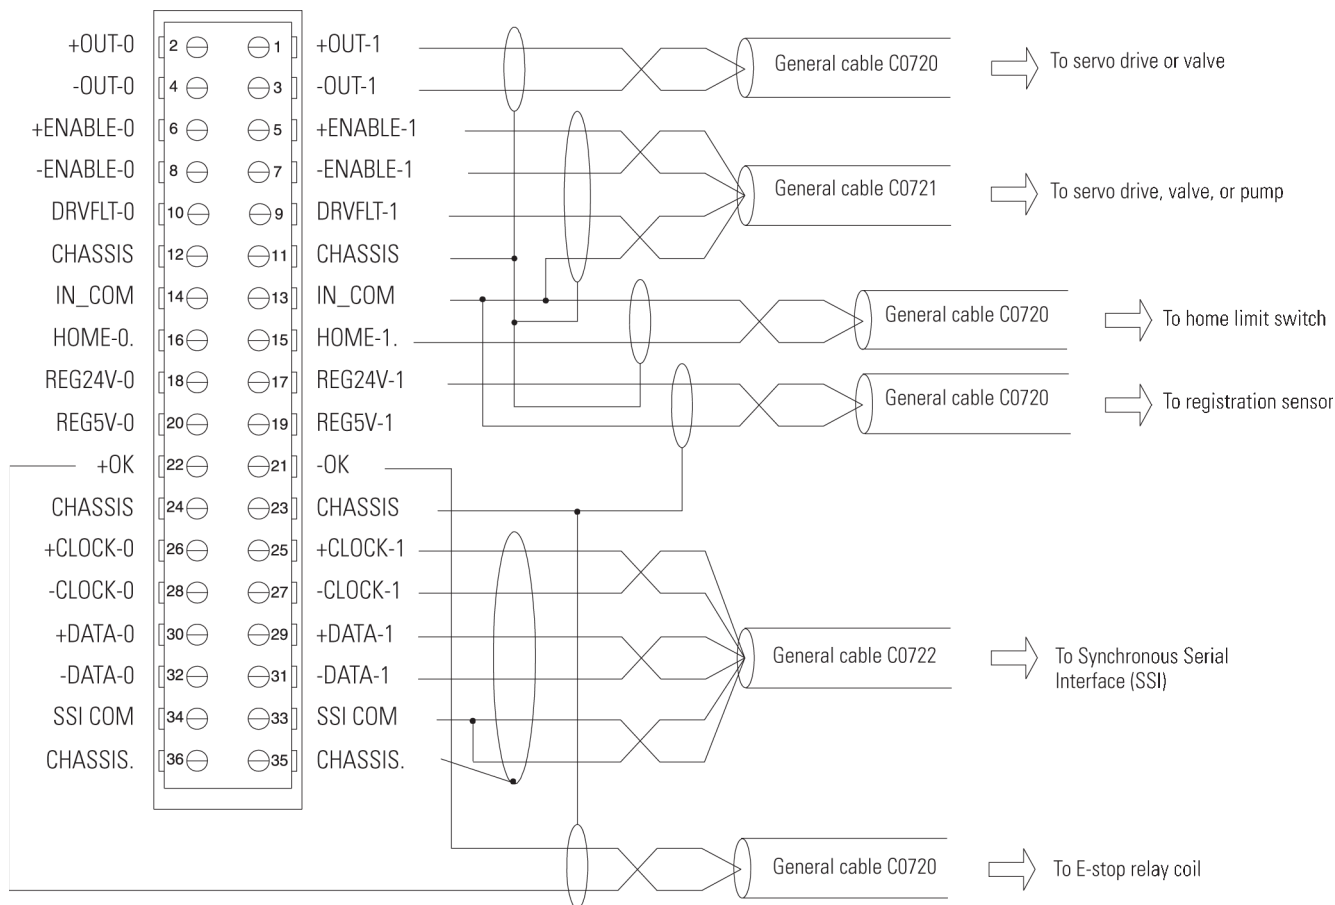 +OUT-0 2 1 +OUT-1 General cable C0720 To servo drive or valve
-OUT-0 4 3 -OUT-1
+ENABLE-0 6 5 +ENABLE-1
-ENABLE-0 8 7 -ENABLE-1 General cable C0721 To servo drive, valve, or pump
DRVFLT-0 10 9 DRVFLT-1
CHASSIS 12 11 CHASSIS
IN_COM 14 13 IN_COM General cable C0720 To home limit switch
HOME-0. 16 15 HOME-1.
REG24V-0 18 17 REG24V-1 General cable C0720 To registration sensor
REG5V-0 20 19 REG5V-1
+OK 22 21 -OK
CHASSIS 24 23 CHASSIS
+CLOCK-0 26 25 +CLOCK-1
-CLOCK-0 28 27 -CLOCK-1
+DATA-0 30 29 +DATA-1 General cable C0722 To Synchronous Serial
Interface (SSI)
-DATA-0 32 31 -DATA-1
SSI COM 34 33 SSI COM
CHASSIS. 36 35 CHASSIS.
General cable C0720 To E-stop relay coil